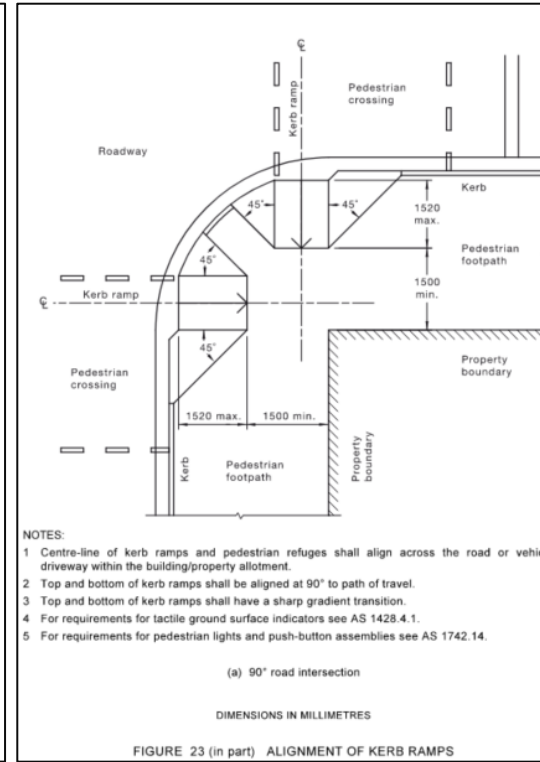 ℄
Kerb ramp
Pedestrian
crossing
Roadway
45°
45°
Kerb
1520
max.
Pedestrian
footpath
45°
1500
min.
℄
Kerb ramp
45°
Property
boundary
Pedestrian
crossing
1520 max.
1500 min.
Kerb
Pedestrian
footpath
Property
boundary
NOTES:
1 Centre-line of kerb ramps and pedestrian refuges shall align across the road or vehic
driveway within the building/property allotment.
2 Top and bottom of kerb ramps shall be aligned at 90° to path of travel.
3 Top and bottom of kerb ramps shall have a sharp gradient transition.
4 For requirements for tactile ground surface indicators see AS 1428.4.1.
5 For requirements for pedestrian lights and push-button assemblies see AS 1742.14.
(a) 90° road intersection
DIMENSIONS IN MILLIMETRES
FIGURE 23 (in part) ALIGNMENT OF KERB RAMPS